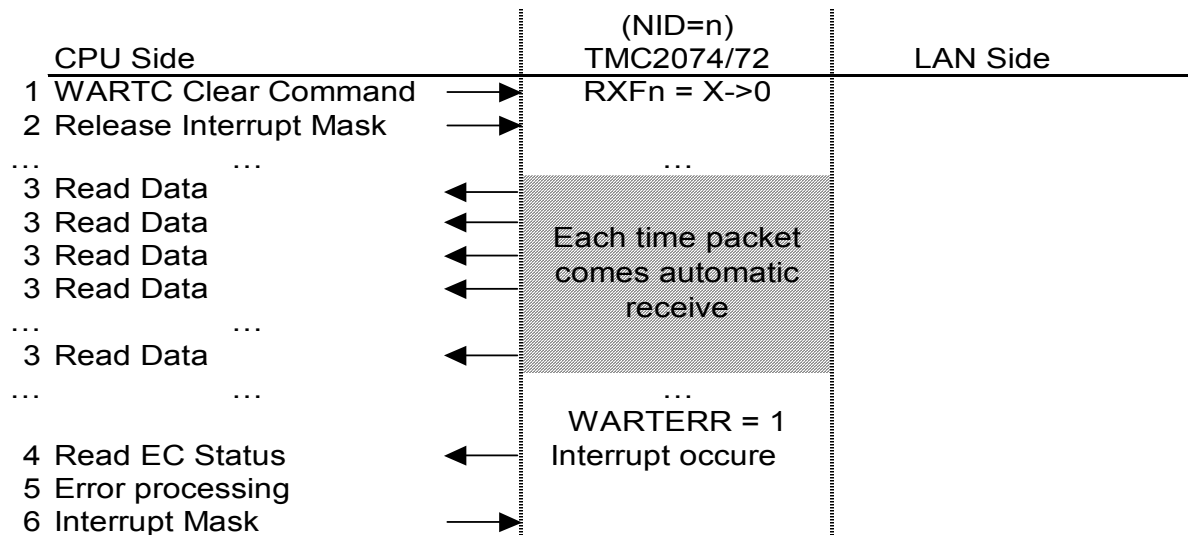 (NID=n)
CPU Side TMC2074/72 LAN Side
1 WARTC Clear Command RXFn = X->0
2 Release Interrupt Mask
... ... ...
3 Read Data
3 Read Data
Each time packet
3 Read Data
comes automatic
3 Read Data
receive
... ...
3 Read Data
... ... ...
WARTERR = 1
4 Read EC Status Interrupt occure
5 Error processing
6 Interrupt Mask